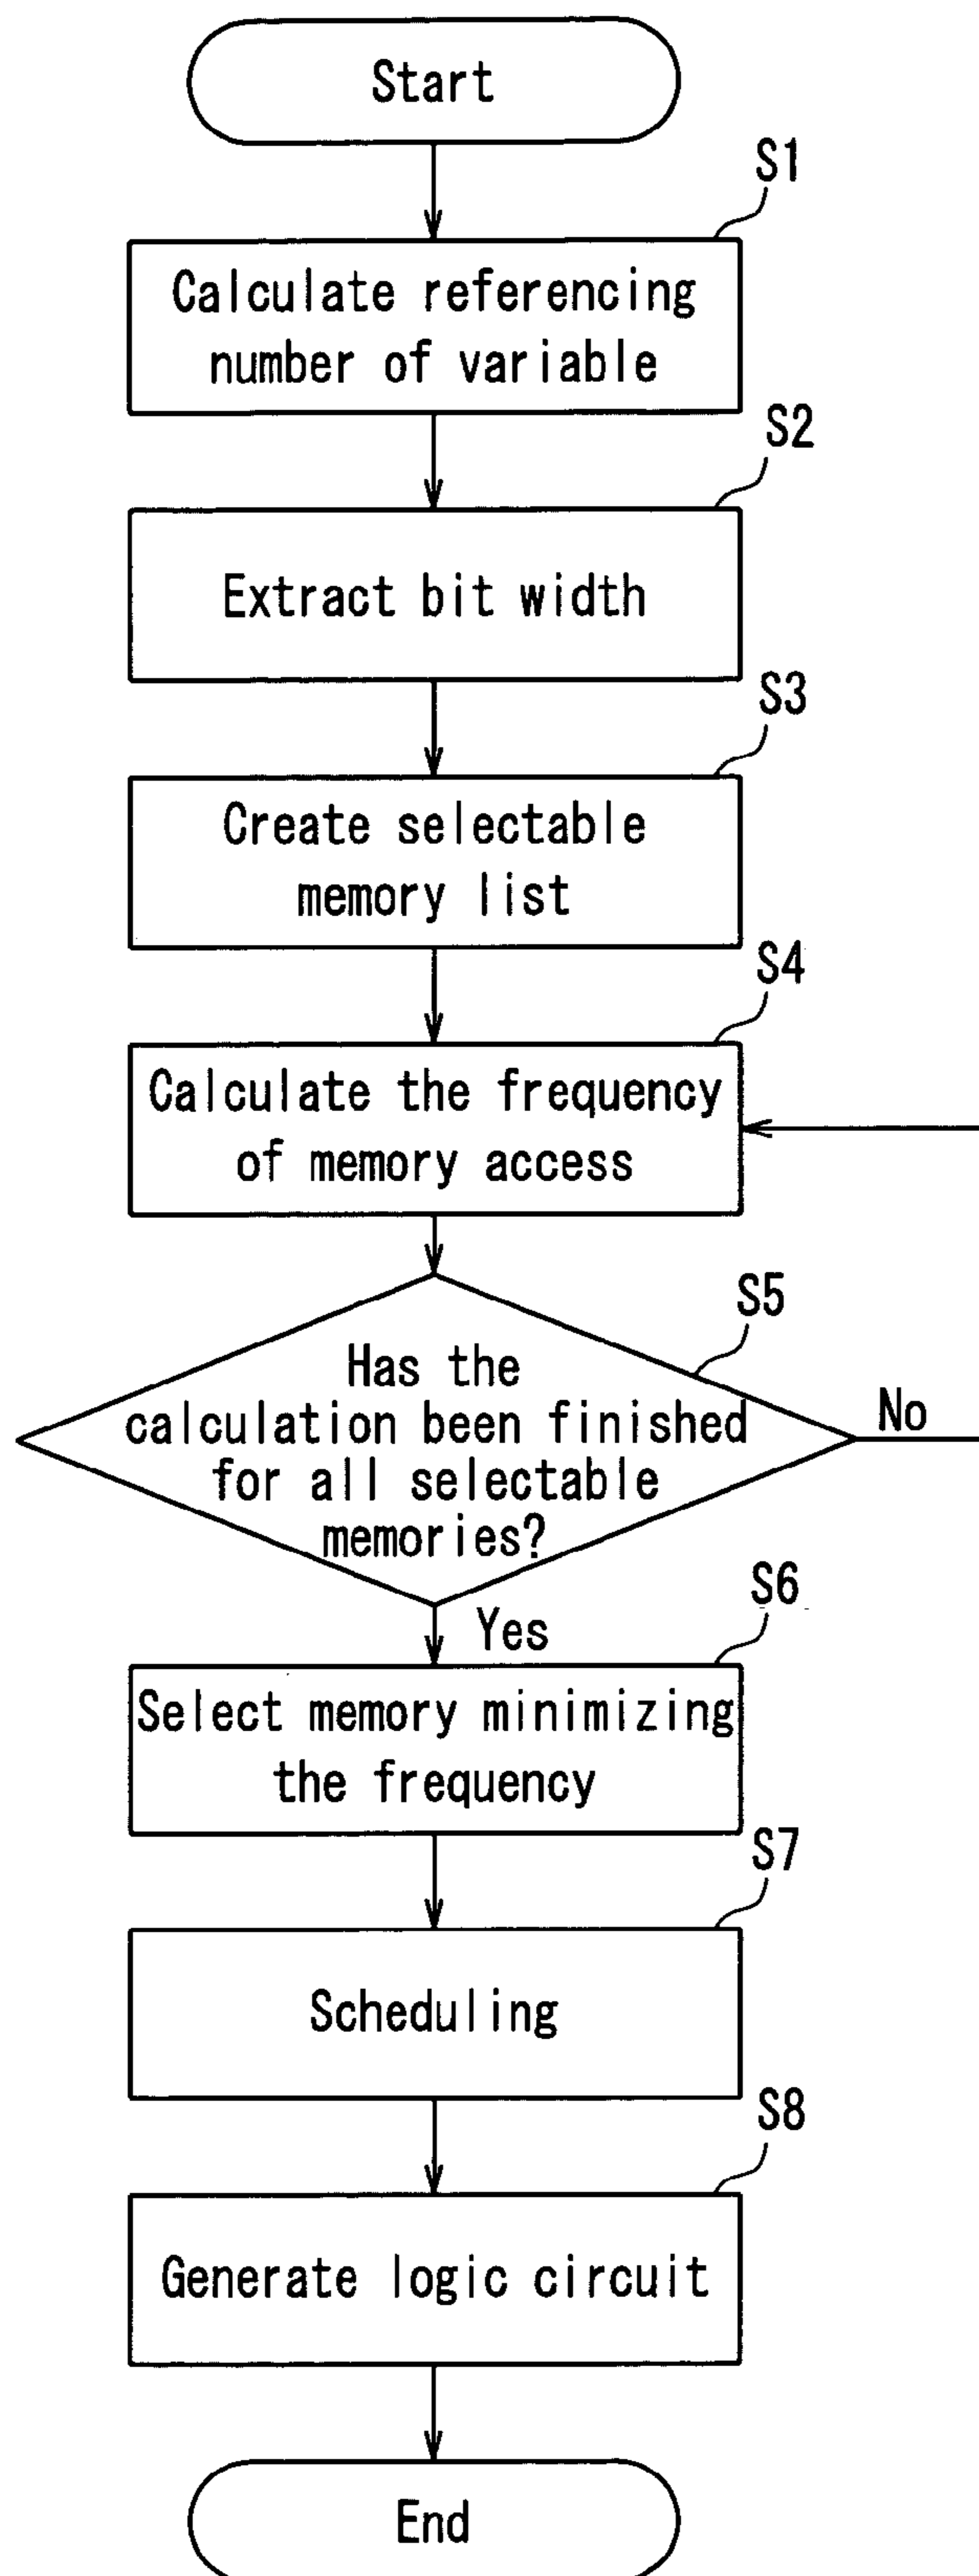 Start
S1
Calculate referencing
number of variable
S2
Extract bit width
S3
Create selectable
memory list
S4
Calculate the frequency
of memory access
S5
Has the
calculation been finished
for all selectable
memories?
No
Yes
S6
Select memory minimizing
the frequency
S7
Scheduling
S8
Generate logic circuit
End